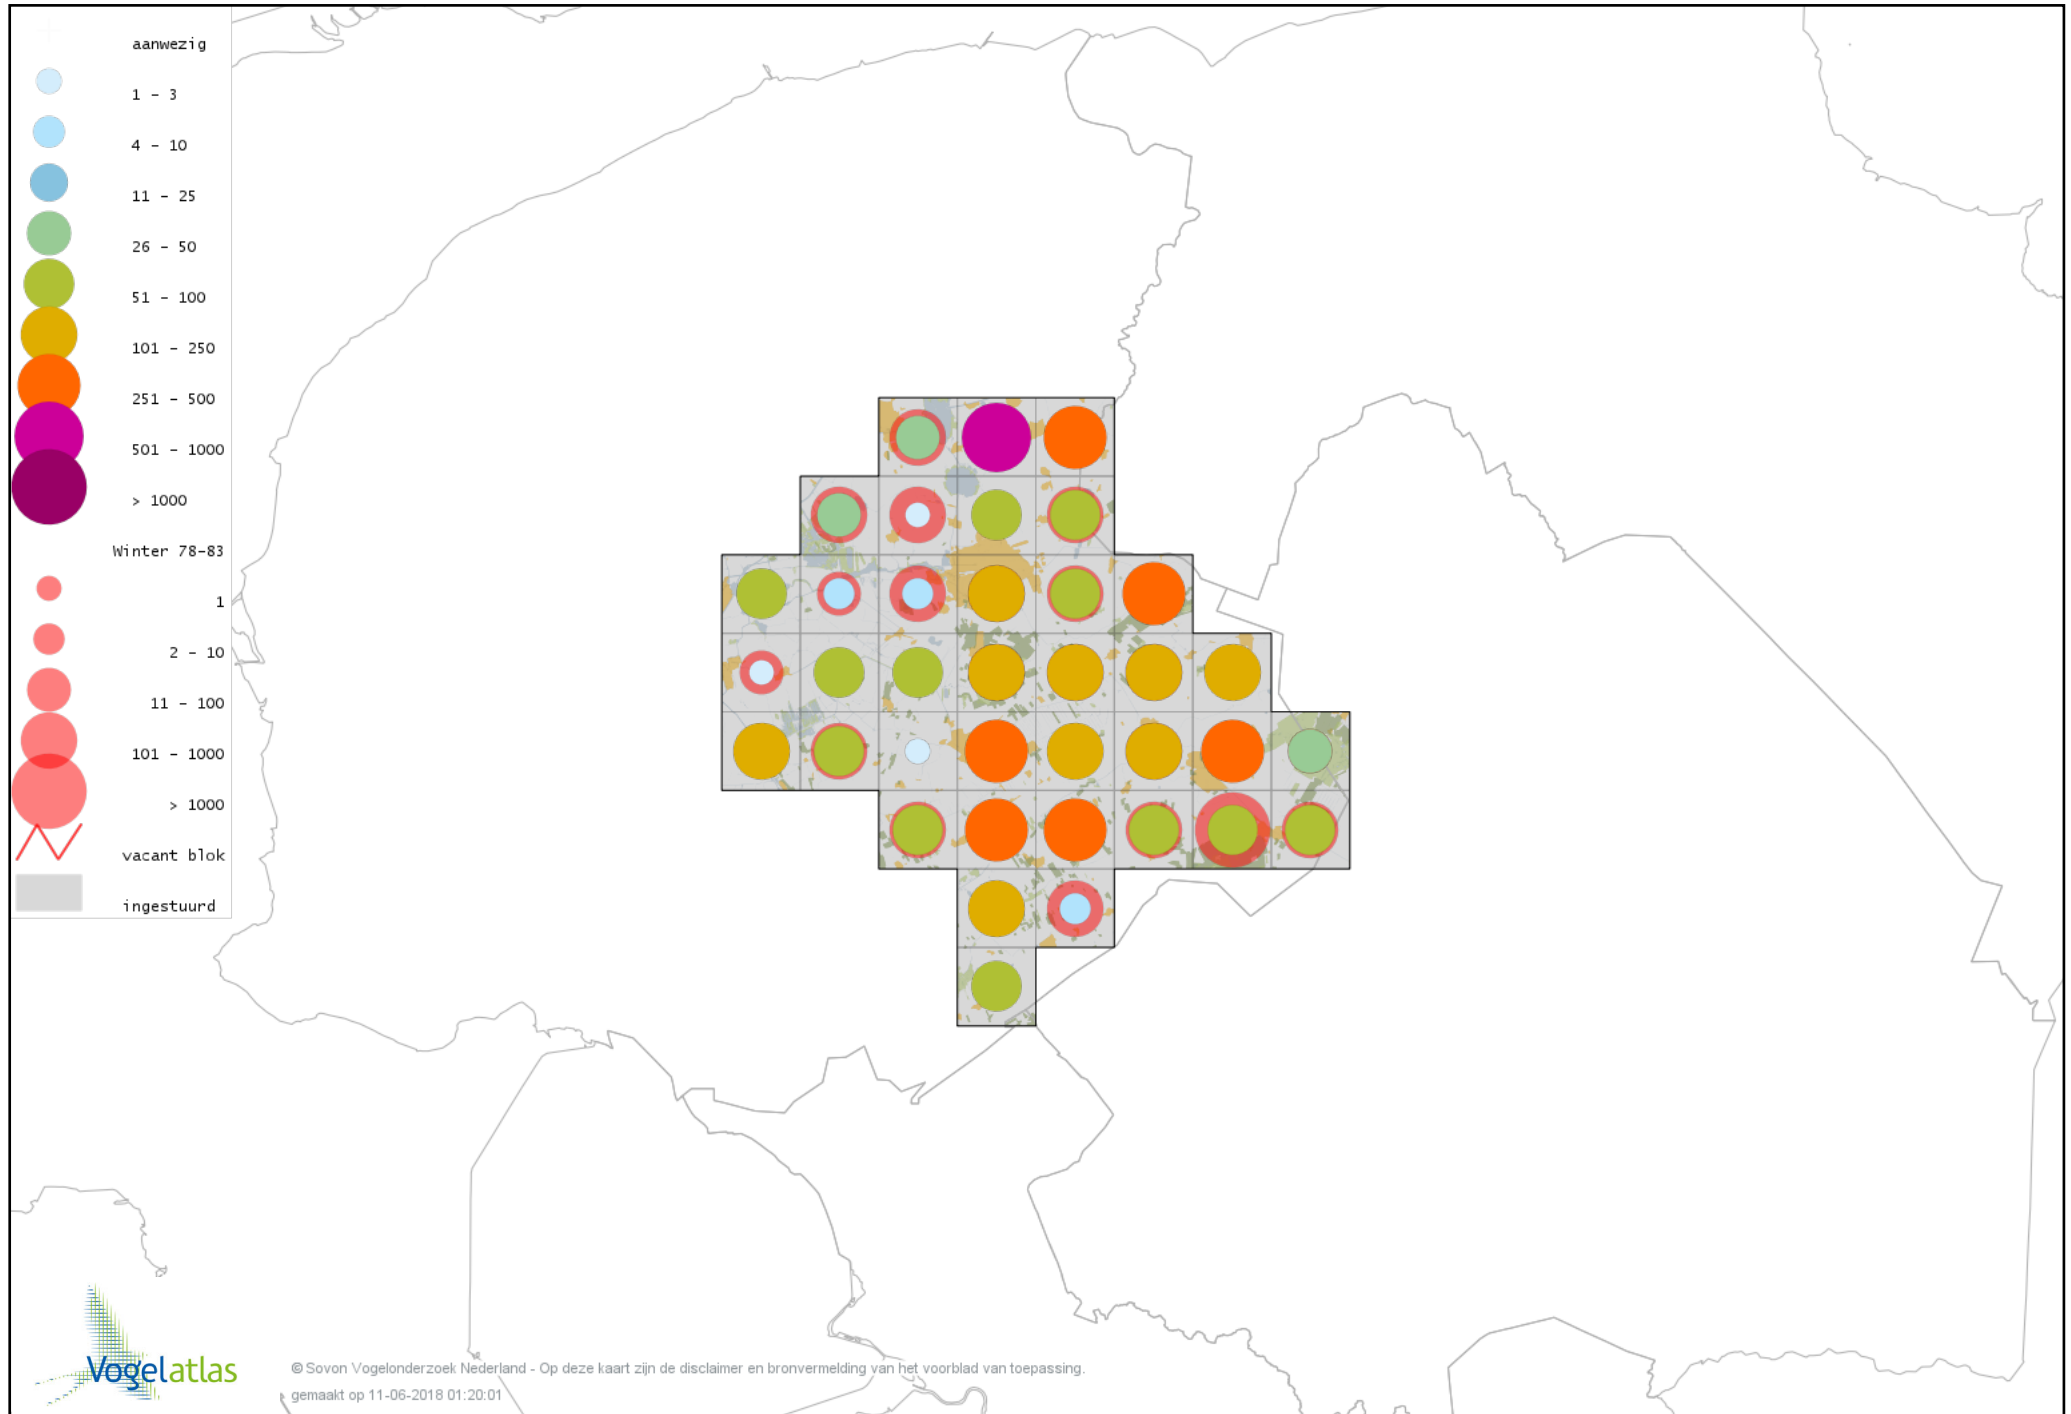 aanwezig
1 - 3
4 - 10
11 - 25
26 - 50
51 - 100
101 - 250
251 - 500
501 - 1000
> 1000
Winter 78-83
1
2 - 10
11 - 100
101 - 1000
> 1000
vacant blok
ingestuurd
Vogelatlas
© Sovon Vogelonderzoek Nederland - Op deze kaart zijn de disclaimer en bronvermelding van het voorblad van toepassing.
gemaakt op 11-06-2018 01:20:01